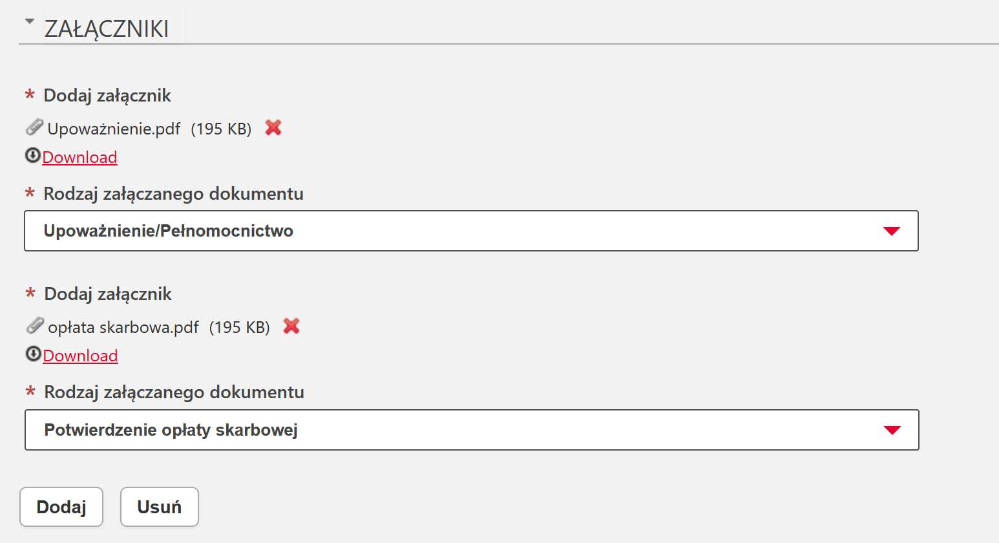 ZAŁĄCZNIKI
* Dodaj załącznik
Upoważnienie.pdf (195 KB)
Download
* Rodzaj załączanego dokumentu
Upoważnienie/Pełnomocnictwo
* Dodaj załącznik
opłata skarbowa.pdf (195 KB)
Download
* Rodzaj załączanego dokumentu
Potwierdzenie opłaty skarbowej
Dodaj Usuń